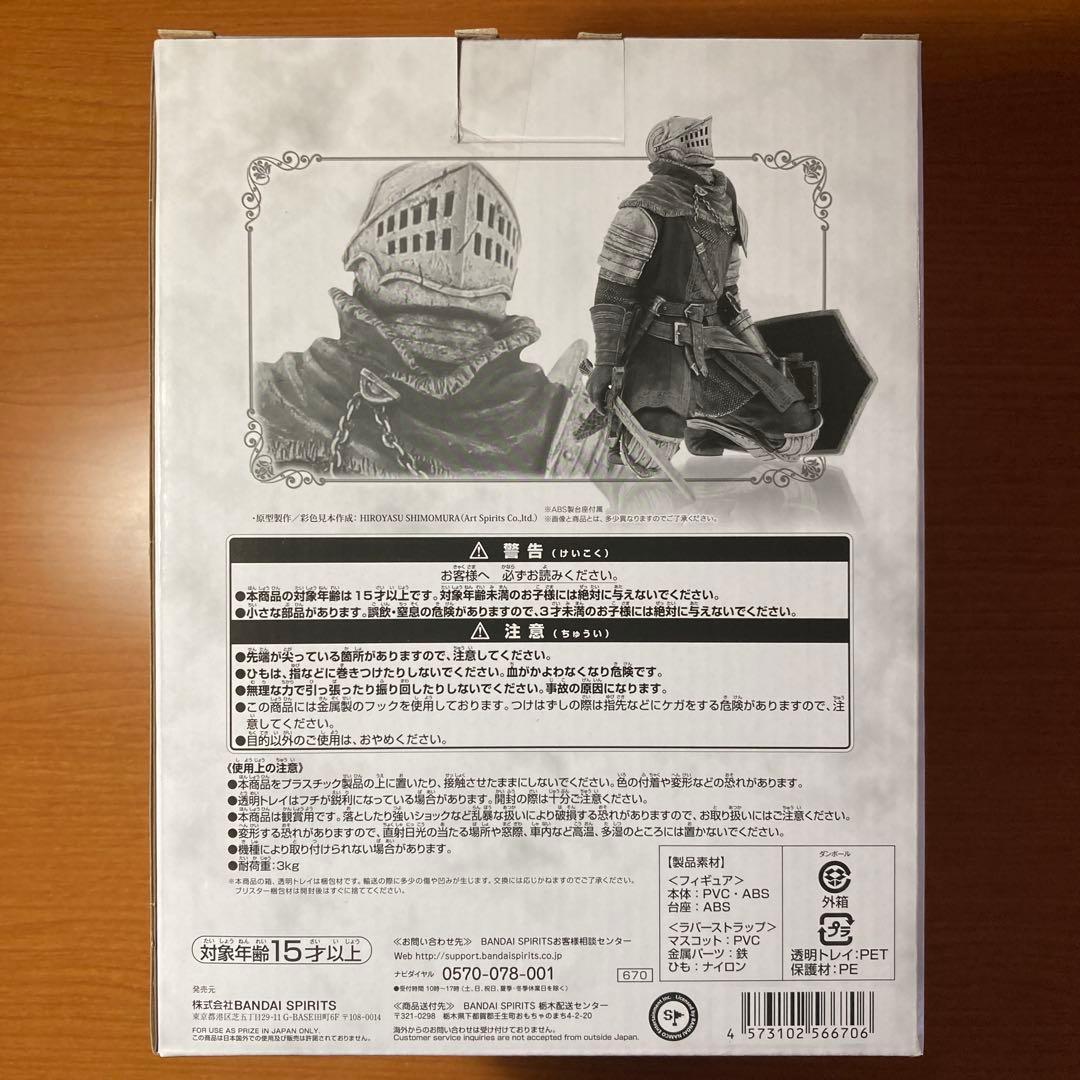 ・原型製作／彩色見本作成: HIROYASU SHIMOMURA (Art Spirits Co.,ltd.)
※ABS製台座付属
※画像と商品とは、多少異なりますのでご了承ください。
⚠ 警告（けいこく）
お客様へ 必ずお読みください。
●本商品の対象年齢は15才以上です。対象年齢未満のお子様には絶対に与えないでください。
●小さな部品があります。誤飲・窒息の危険がありますので、3才未満のお子様には絶対に与えないでください。
⚠ 注意（ちゅうい）
●先端が尖っている箇所がありますので、注意してください。
●ひもは、指などに巻きつけたりしないでください。血がかよわなくなり危険です。
●無理な力で引っ張ったり振り回したりしないでください。事故の原因になります。
●この商品には金属製のフックを使用しております。つけはずしの際は指先などにケガをする危険がありますので、注
意してください。
●目的以外のご使用は、おやめください。
《使用上の注意》
●本商品をプラスチック製品の上に置いたり、接触させたままにしないでください。色の付着や変形などの恐れがあります。
●透明トレイはフチが鋭利になっている場合があります。開封の際は十分ご注意ください。
●本商品は観賞用です。落としたり強いショックなど乱暴な扱いにより破損する恐れがありますので、お取り扱いにはご注意ください。
●変形する恐れがありますので、直射日光の当たる場所や窓際、車内など高温、多湿のところには置かないでください。
●機種により取り付けられない場合があります。
●耐荷重:3kg
※本商品の箱、透明トレイは梱包材です。輸送の際に多少の傷や凹みが生じます。交換には応じかねますのでご了承ください。
ブリスター梱包材は開封後はすぐに捨ててください。
【製品素材】
＜フィギュア＞
本体：PVC・ABS
台座：ABS
＜ラバーストラップ＞
マスコット：PVC
金属パーツ：鉄
ひも：ナイロン
ダンボール
外箱
プラ
透明トレイ:PET
保護材:PE
対象年齢15才以上
≪お問い合わせ先≫ BANDAI SPIRITSお客様相談センター
Web http://support.bandaispirits.co.jp
ナビダイヤル 0570-078-001
●受付時間 10時～17時（土、日、祝日、夏季・冬季休業日を除く）
670
発売元
株式会社BANDAI SPIRITS
東京都港区芝五丁目29-11 G-BASE田町6F 〒108-0014
FOR USE AS PRIZE IN JAPAN ONLY.
この商品は日本国外での使用及び販売は許諾されておりません。
≪商品送付先≫ BANDAI SPIRITS 栃木配送センター
〒321-0298 栃木県下都賀郡壬生町おもちゃのまち4-2-20
海外からのお問い合わせは受け付けておりません。
Customer service inquiries are not accepted from outside Japan.
Licensed by BANDAI NAMCO Entertainment Inc.
SP
4 573102 566706